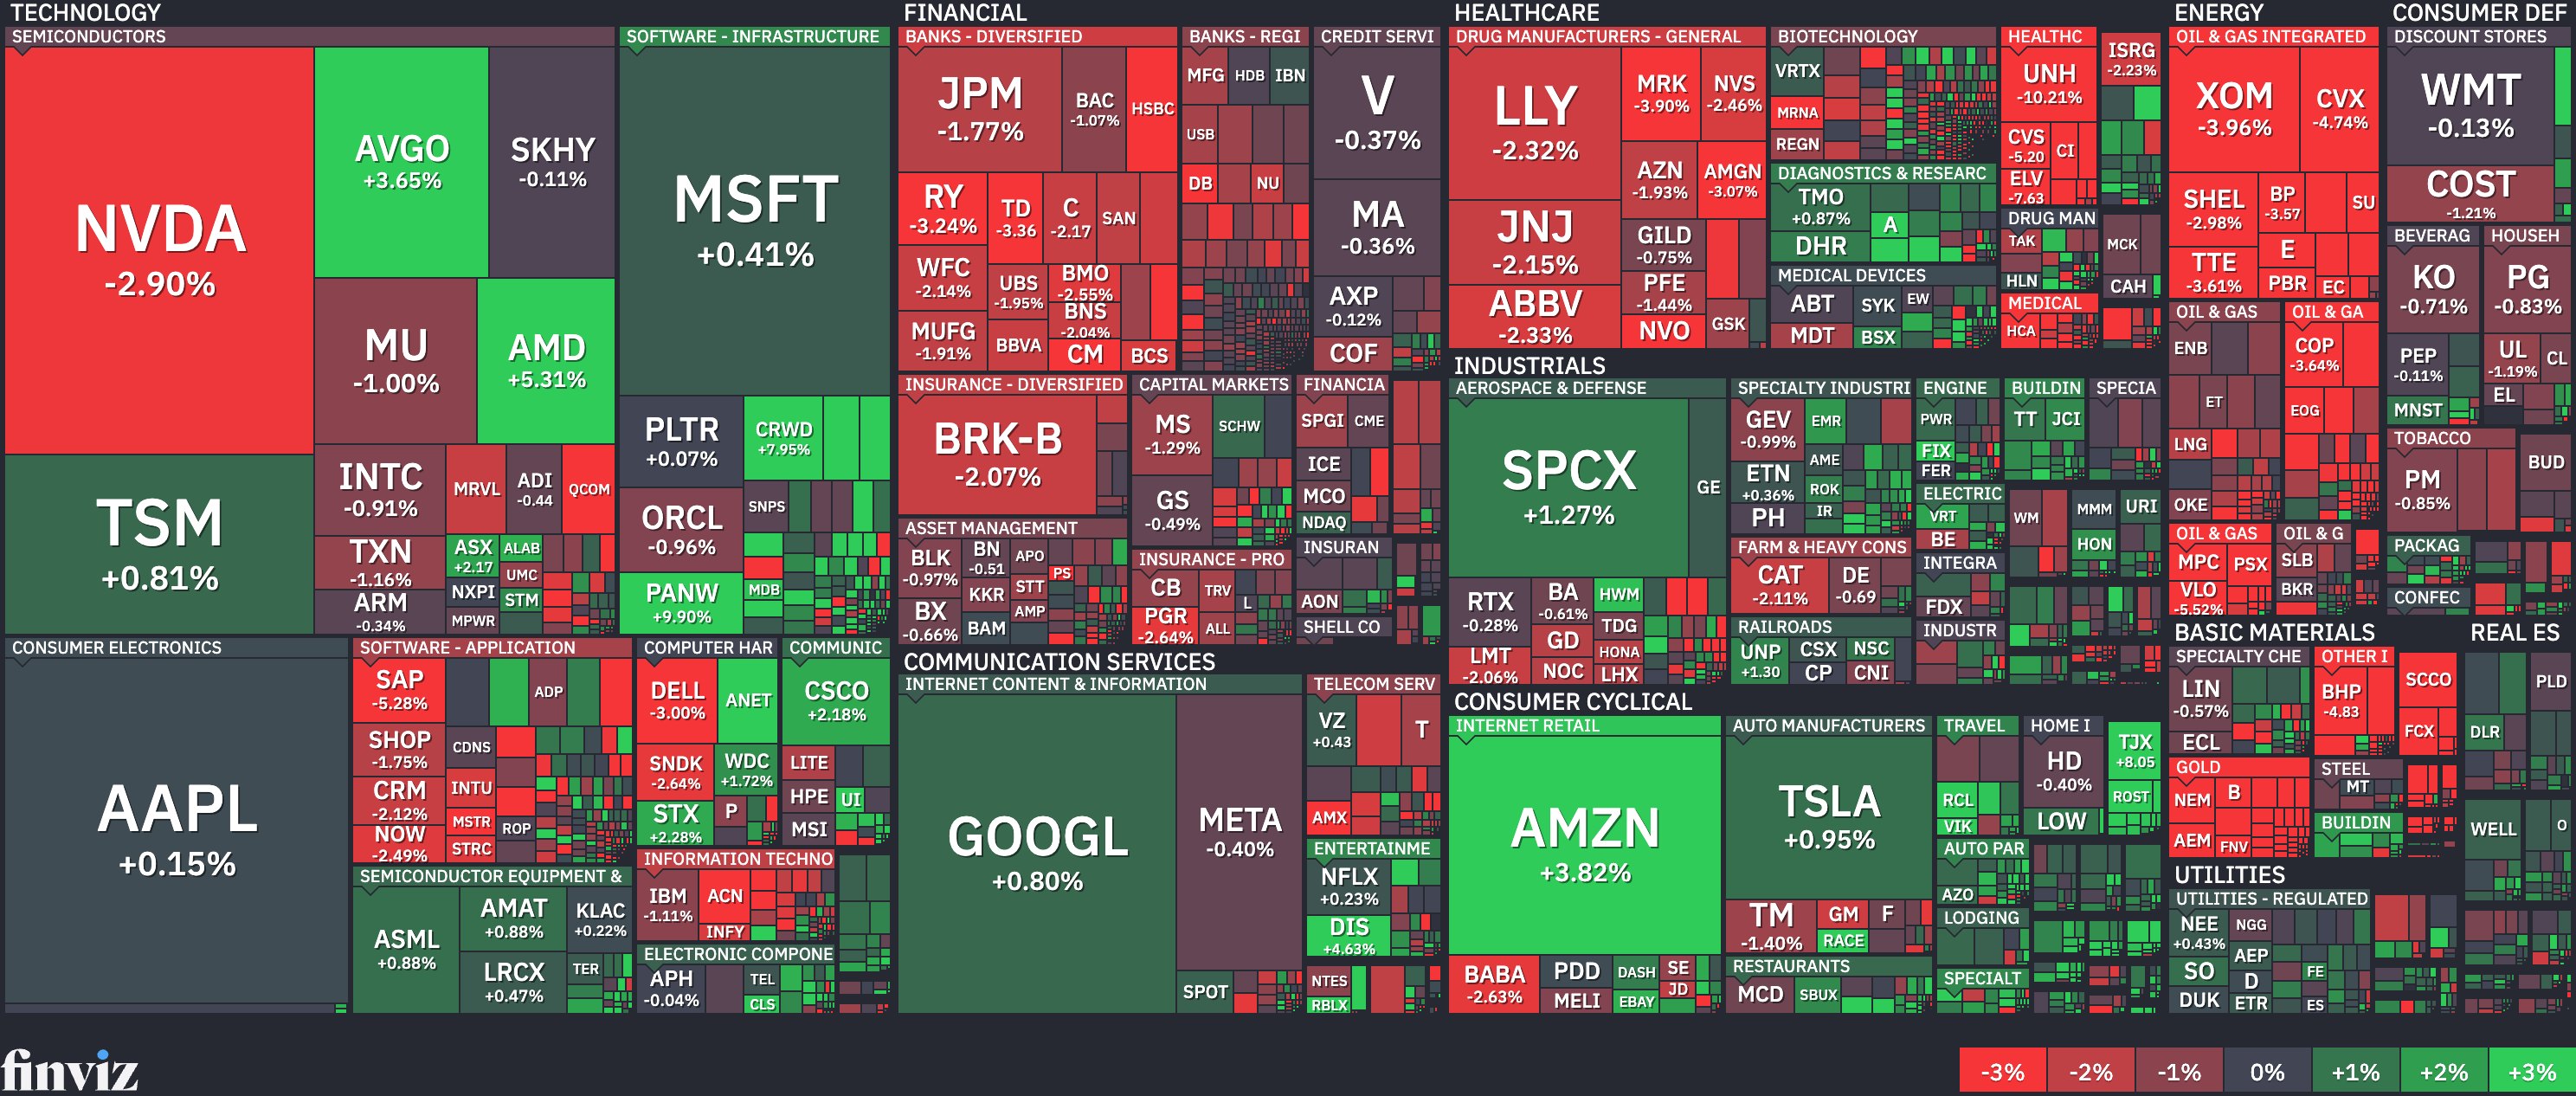 TECHNOLOGY
SEMICONDUCTORS
NVDA
-2.90%
AVGO
+3.65%
SKHY
-0.11%
MU
-1.00%
AMD
+5.31%
TSM
+0.81%
INTC
-0.91%
MRVL
ADI
-0.44
QCOM
TXN
-1.16%
ARM
-0.34%
ASX
+2.17
ALAB
UMC
NXPI
STM
MPWR
SOFTWARE - INFRASTRUCTURE
MSFT
+0.41%
PLTR
+0.07%
CRWD
+7.95%
ORCL
-0.96%
SNPS
PANW
+9.90%
MDB
CONSUMER ELECTRONICS
AAPL
+0.15%
SOFTWARE - APPLICATION
SAP
-5.28%
ADP
SHOP
-1.75%
CDNS
CRM
-2.12%
INTU
NOW
-2.49%
MSTR
ROP
STRC
COMPUTER HAR
DELL
-3.00%
ANET
SNDK
-2.64%
WDC
+1.72%
STX
+2.28%
P
COMMUNIC
CSCO
+2.18%
LITE
HPE
UI
MSI
SEMICONDUCTOR EQUIPMENT &
ASML
+0.88%
AMAT
+0.88%
KLAC
+0.22%
LRCX
+0.47%
TER
INFORMATION TECHNO
IBM
-1.11%
ACN
INFY
ELECTRONIC COMPONE
APH
-0.04%
TEL
CLS
FINANCIAL
BANKS - DIVERSIFIED
JPM
-1.77%
BAC
-1.07%
HSBC
RY
-3.24%
TD
-3.36
C
-2.17
SAN
WFC
-2.14%
UBS
-1.95%
BMO
-2.55%
BNS
-2.04%
MUFG
-1.91%
BBVA
CM
BCS
BANKS - REGI
MFG
HDB
IBN
USB
DB
NU
CREDIT SERVI
V
-0.37%
MA
-0.36%
AXP
-0.12%
COF
INSURANCE - DIVERSIFIED
BRK-B
-2.07%
CAPITAL MARKETS
MS
-1.29%
SCHW
GS
-0.49%
FINANCIA
SPGI
CME
ICE
MCO
NDAQ
ASSET MANAGEMENT
BLK
-0.97%
BN
-0.51
APO
PS
KKR
STT
BX
-0.66%
BAM
AMP
INSURANCE - PRO
CB
TRV
L
PGR
-2.64%
ALL
INSURAN
AON
SHELL CO
COMMUNICATION SERVICES
INTERNET CONTENT & INFORMATION
GOOGL
+0.80%
META
-0.40%
SPOT
TELECOM SERV
VZ
+0.43
T
AMX
ENTERTAINME
NFLX
+0.23%
DIS
+4.63%
NTES
RBLX
HEALTHCARE
DRUG MANUFACTURERS - GENERAL
LLY
-2.32%
MRK
-3.90%
NVS
-2.46%
JNJ
-2.15%
AZN
-1.93%
AMGN
-3.07%
ABBV
-2.33%
GILD
-0.75%
PFE
-1.44%
NVO
GSK
BIOTECHNOLOGY
VRTX
MRNA
REGN
DIAGNOSTICS & RESEARC
TMO
+0.87%
A
DHR
MEDICAL DEVICES
ABT
SYK
EW
MDT
BSX
HEALTHC
UNH
-10.21%
CVS
-5.20
CI
ELV
-7.63
ISRG
-2.23%
DRUG MAN
TAK
HLN
MCK
CAH
MEDICAL
HCA
INDUSTRIALS
AEROSPACE & DEFENSE
SPCX
+1.27%
GE
RTX
-0.28%
BA
-0.61%
HWM
GD
TDG
LMT
-2.06%
NOC
HONA
LHX
SPECIALTY INDUSTRI
GEV
-0.99%
EMR
ETN
+0.36%
AME
ROK
PH
IR
FARM & HEAVY CONS
CAT
-2.11%
DE
-0.69
RAILROADS
UNP
+1.30
CSX
NSC
CP
CNI
ENGINE
PWR
FIX
FER
ELECTRIC
VRT
BE
INTEGRA
FDX
INDUSTR
BUILDIN
TT
JCI
SPECIA
WM
MMM
URI
HON
CONSUMER CYCLICAL
INTERNET RETAIL
AMZN
+3.82%
BABA
-2.63%
PDD
DASH
SE
MELI
EBAY
JD
AUTO MANUFACTURERS
TSLA
+0.95%
TM
-1.40%
GM
F
RACE
RESTAURANTS
MCD
SBUX
TRAVEL
RCL
VIK
AUTO PAR
AZO
LODGING
SPECIALT
HOME I
HD
-0.40%
LOW
TJX
+8.05
ROST
ENERGY
OIL & GAS INTEGRATED
XOM
-3.96%
CVX
-4.74%
SHEL
-2.98%
BP
-3.57
SU
TTE
-3.61%
E
PBR
EC
OIL & GAS
ENB
ET
LNG
OKE
OIL & GA
COP
-3.64%
EOG
OIL & GAS
MPC
PSX
VLO
-5.52%
OIL & G
SLB
BKR
CONSUMER DEF
DISCOUNT STORES
WMT
-0.13%
COST
-1.21%
BEVERAG
KO
-0.71%
PEP
-0.11%
MNST
HOUSEH
PG
-0.83%
UL
-1.19%
CL
EL
TOBACCO
PM
-0.85%
BUD
PACKAG
CONFEC
BASIC MATERIALS
SPECIALTY CHE
LIN
-0.57%
ECL
OTHER I
BHP
-4.83
SCCO
FCX
GOLD
NEM
B
AEM
FNV
STEEL
MT
BUILDIN
REAL ES
PLD
DLR
WELL
O
UTILITIES
UTILITIES - REGULATED
NEE
+0.43%
NGG
AEP
SO
D
FE
DUK
ETR
ES
finviz
-3%
-2%
-1%
0%
+1%
+2%
+3%